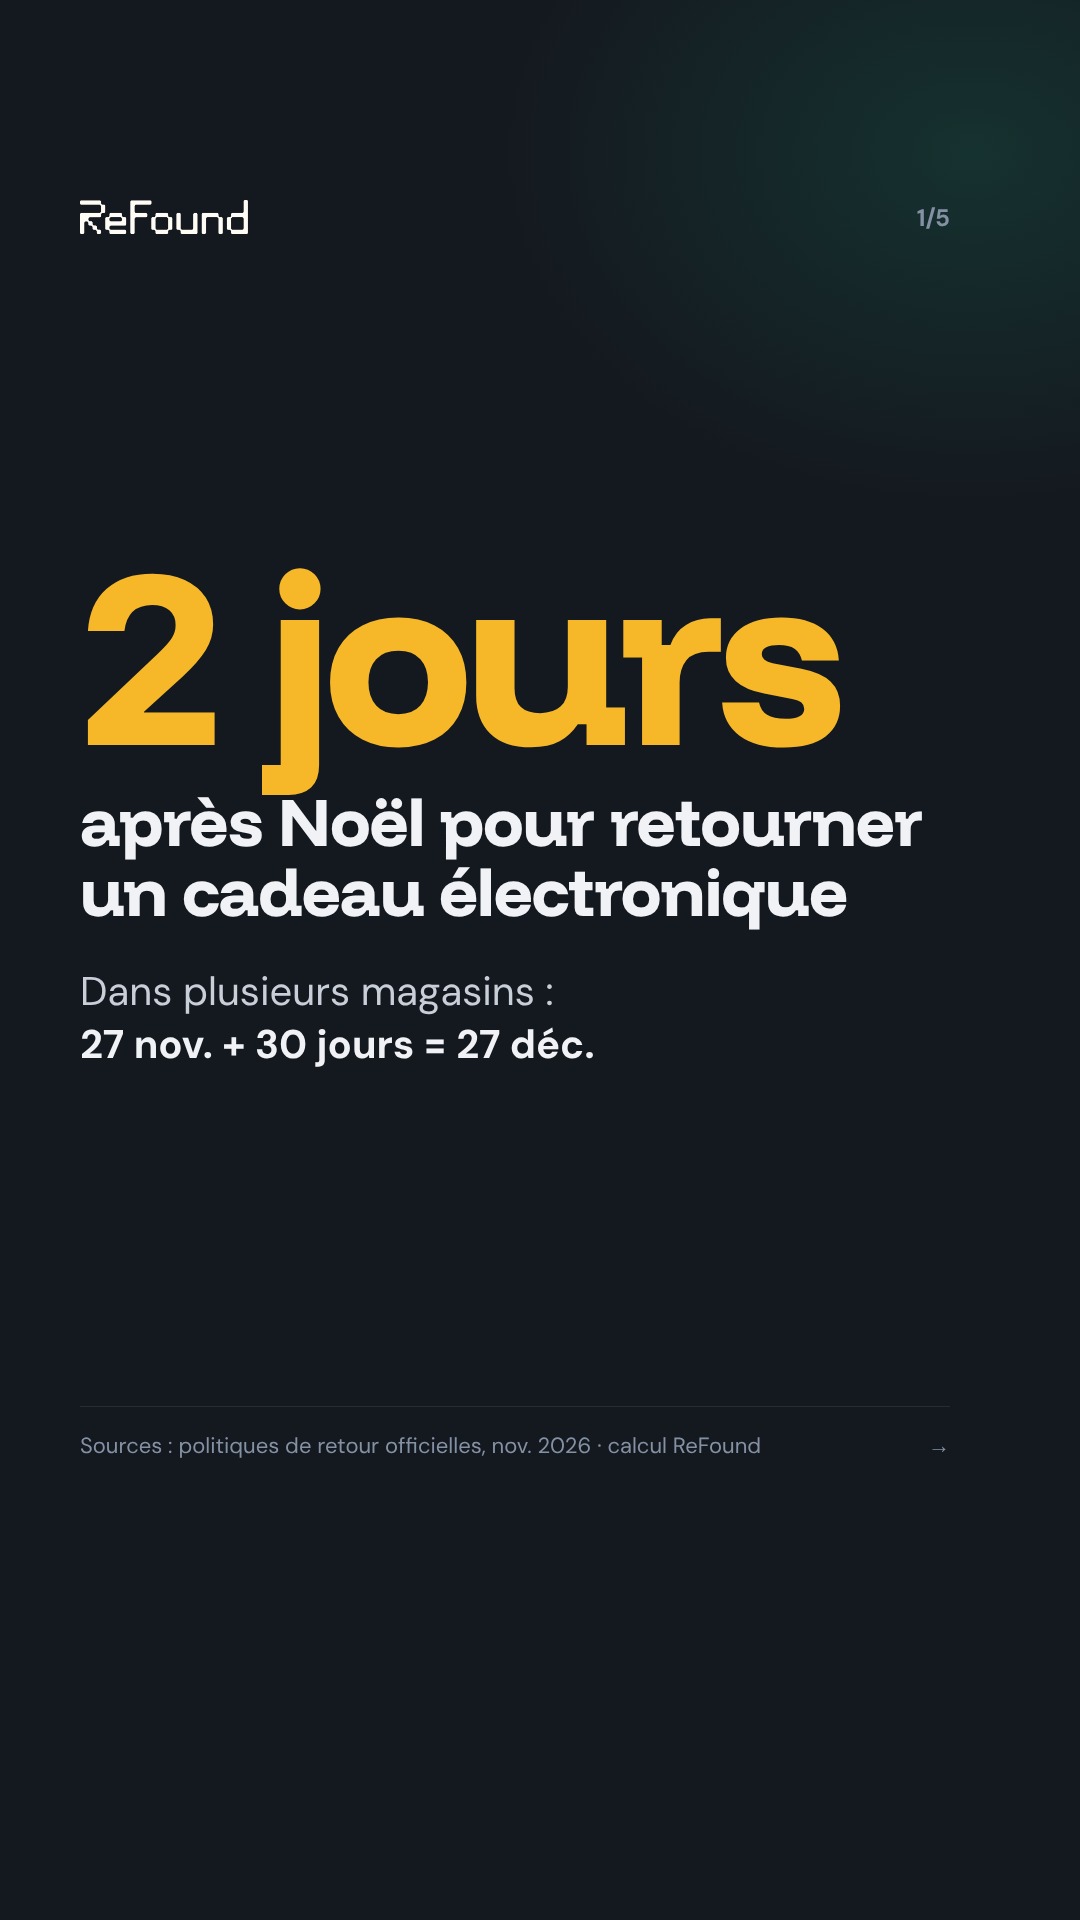 ReFound
1/5
2 jours
après Noël pour retourner
un cadeau électronique
Dans plusieurs magasins :
27 nov. + 30 jours = 27 déc.
Sources : politiques de retour officielles, nov. 2026 · calcul ReFound →